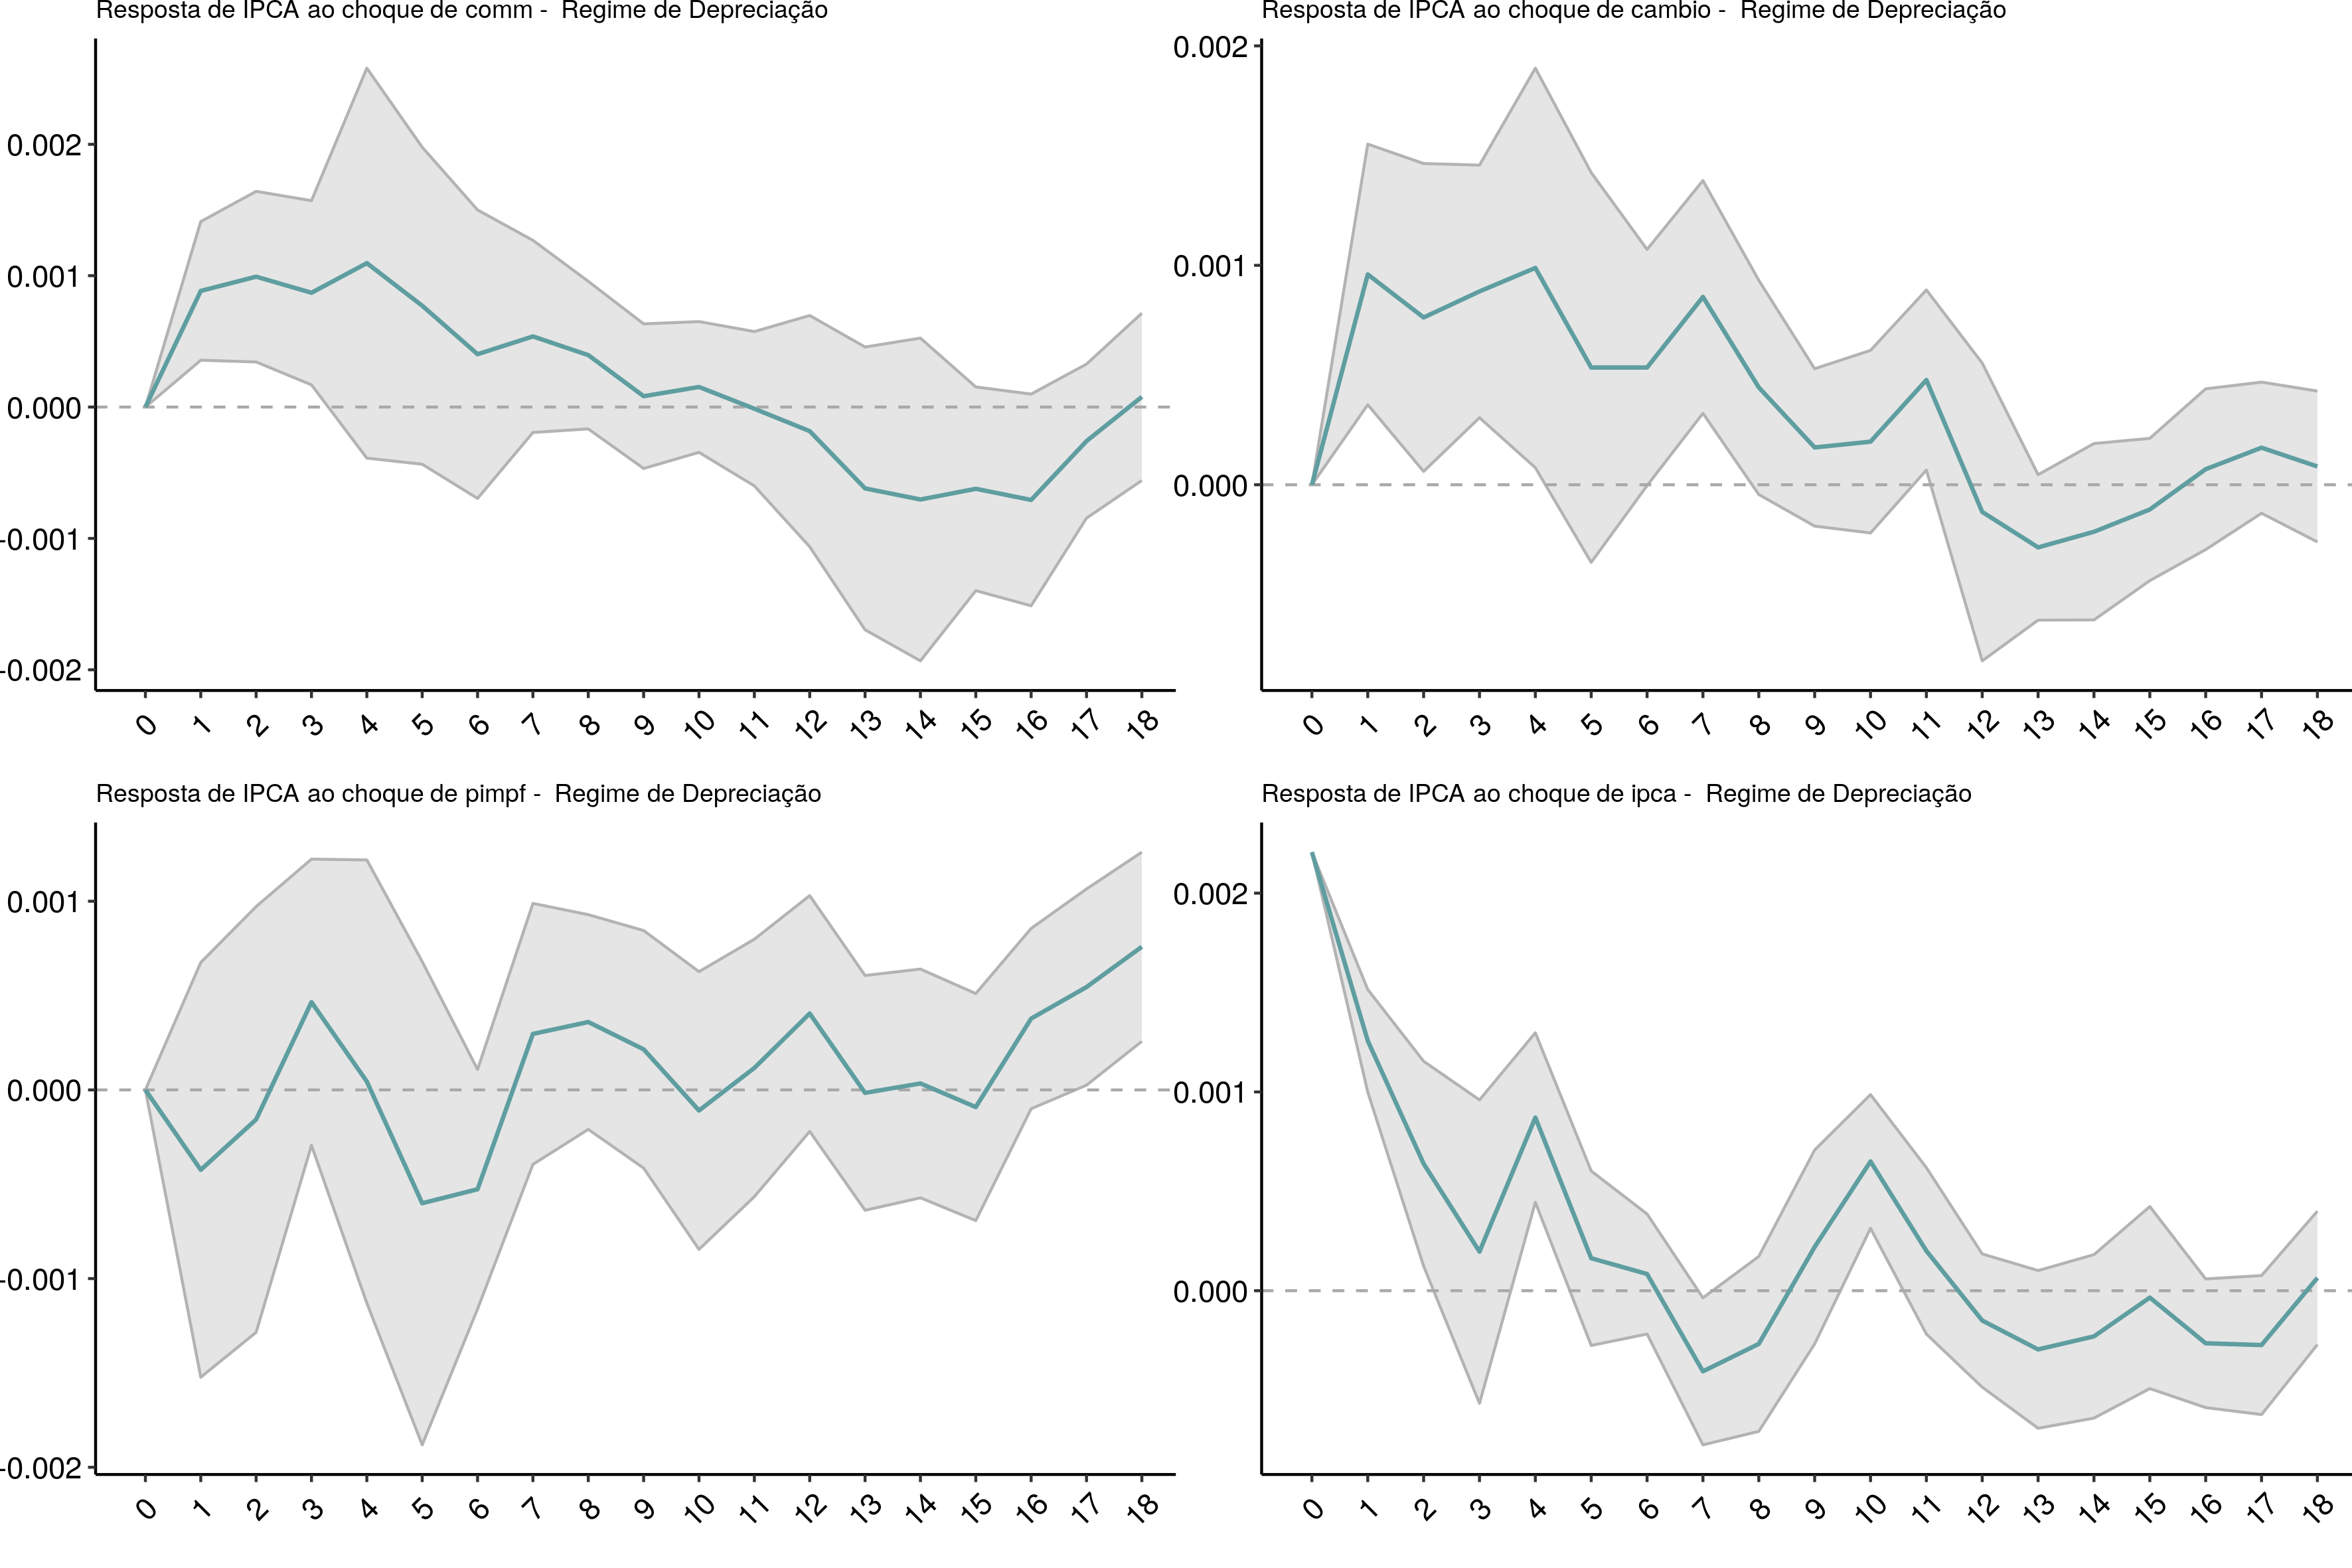 Resposta de IPCA ao choque de comm -  Regime de Depreciação
0.002
0.001
0.000
-0.001
-0.002
0 1 2 3 4 5 6 7 8 9 10 11 12 13 14 15 16 17 18
Resposta de IPCA ao choque de cambio -  Regime de Depreciação
0.002
0.001
0.000
0 1 2 3 4 5 6 7 8 9 10 11 12 13 14 15 16 17 18
Resposta de IPCA ao choque de pimpf -  Regime de Depreciação
0.001
0.000
-0.001
-0.002
0 1 2 3 4 5 6 7 8 9 10 11 12 13 14 15 16 17 18
Resposta de IPCA ao choque de ipca -  Regime de Depreciação
0.002
0.001
0.000
0 1 2 3 4 5 6 7 8 9 10 11 12 13 14 15 16 17 18